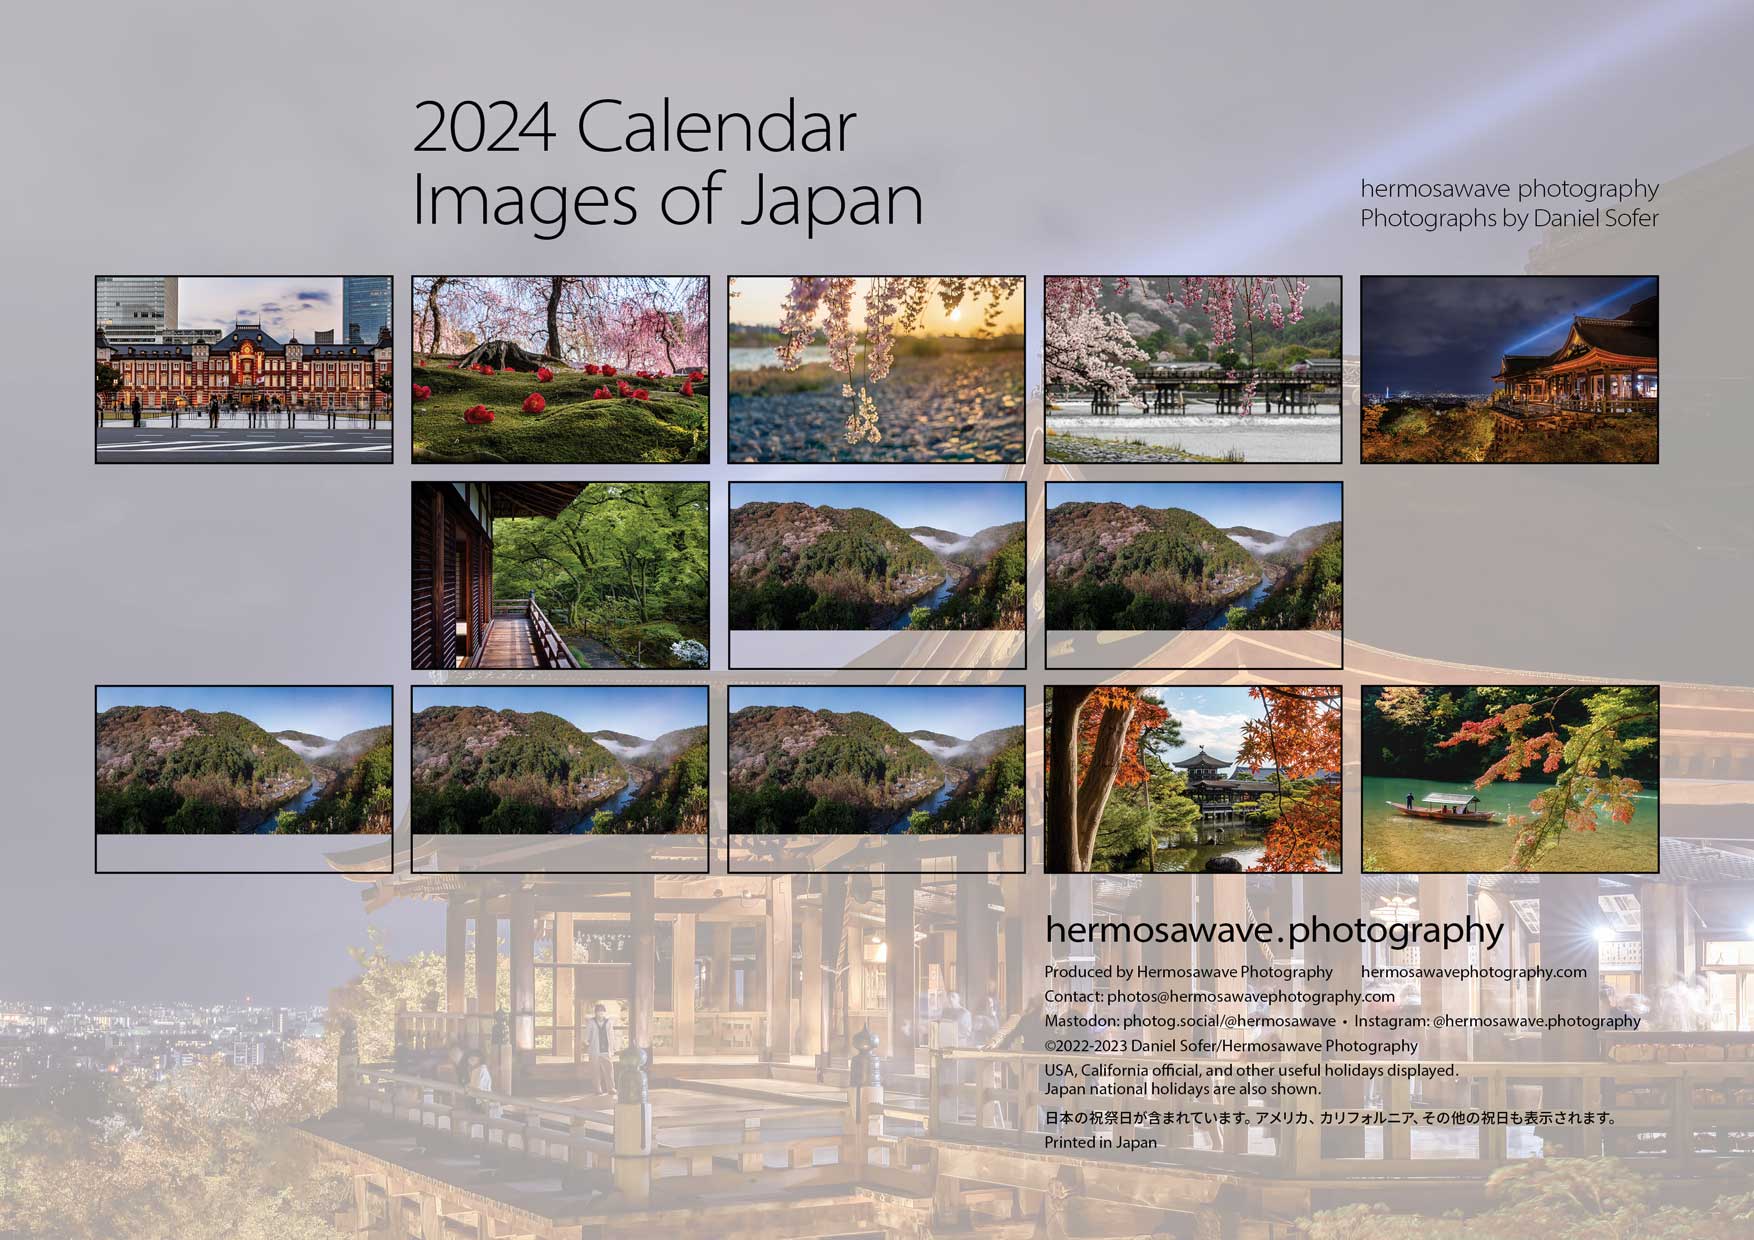 2024 Calendar
Images of Japan
hermosawave photography
Photographs by Daniel Sofer
hermosawave.photography
Produced by Hermosawave Photography hermosawavephotography.com
Contact: photos@hermosawavephotography.com
Mastodon: photog.social/@hermosawave • Instagram: @hermosawave.photography
©2022-2023 Daniel Sofer/Hermosawave Photography
USA, California official, and other useful holidays displayed.
Japan national holidays are also shown.
日本の祝祭日が含まれています。アメリカ、カリフォルニア、その他の祝日も表示されます。
Printed in Japan